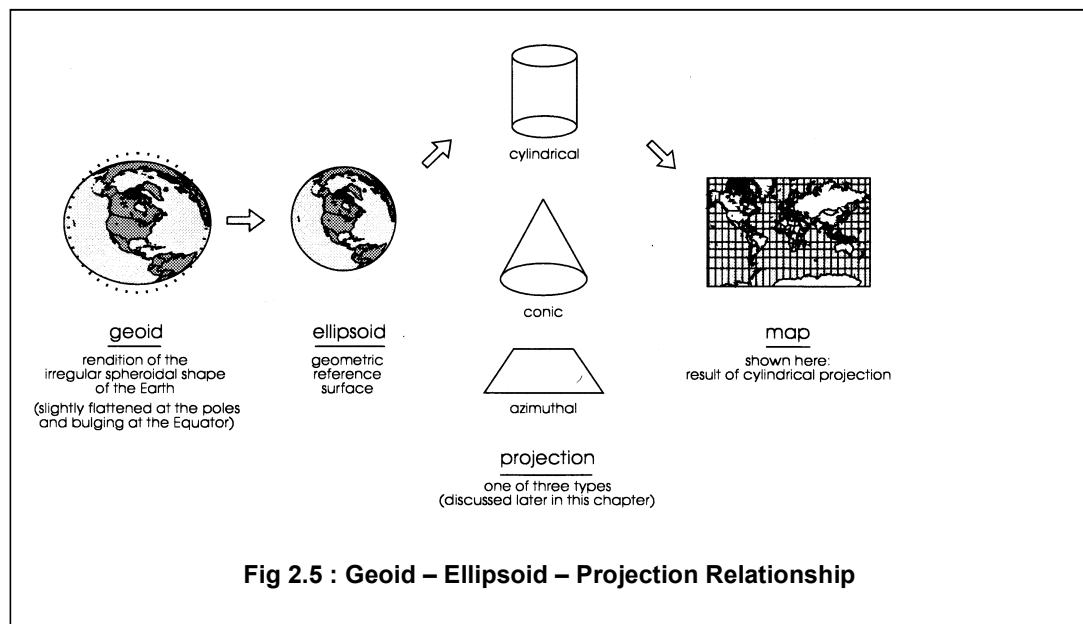 geoid
rendition of the
irregular spheroidal shape
of the Earth
(slightly flattened at the poles
and bulging at the Equator)
ellipsoid
geometric
reference
surface
cylindrical
conic
azimuthal
projection
one of three types
(discussed later in this chapter)
map
shown here:
result of cylindrical projection
Fig 2.5 : Geoid – Ellipsoid – Projection Relationship